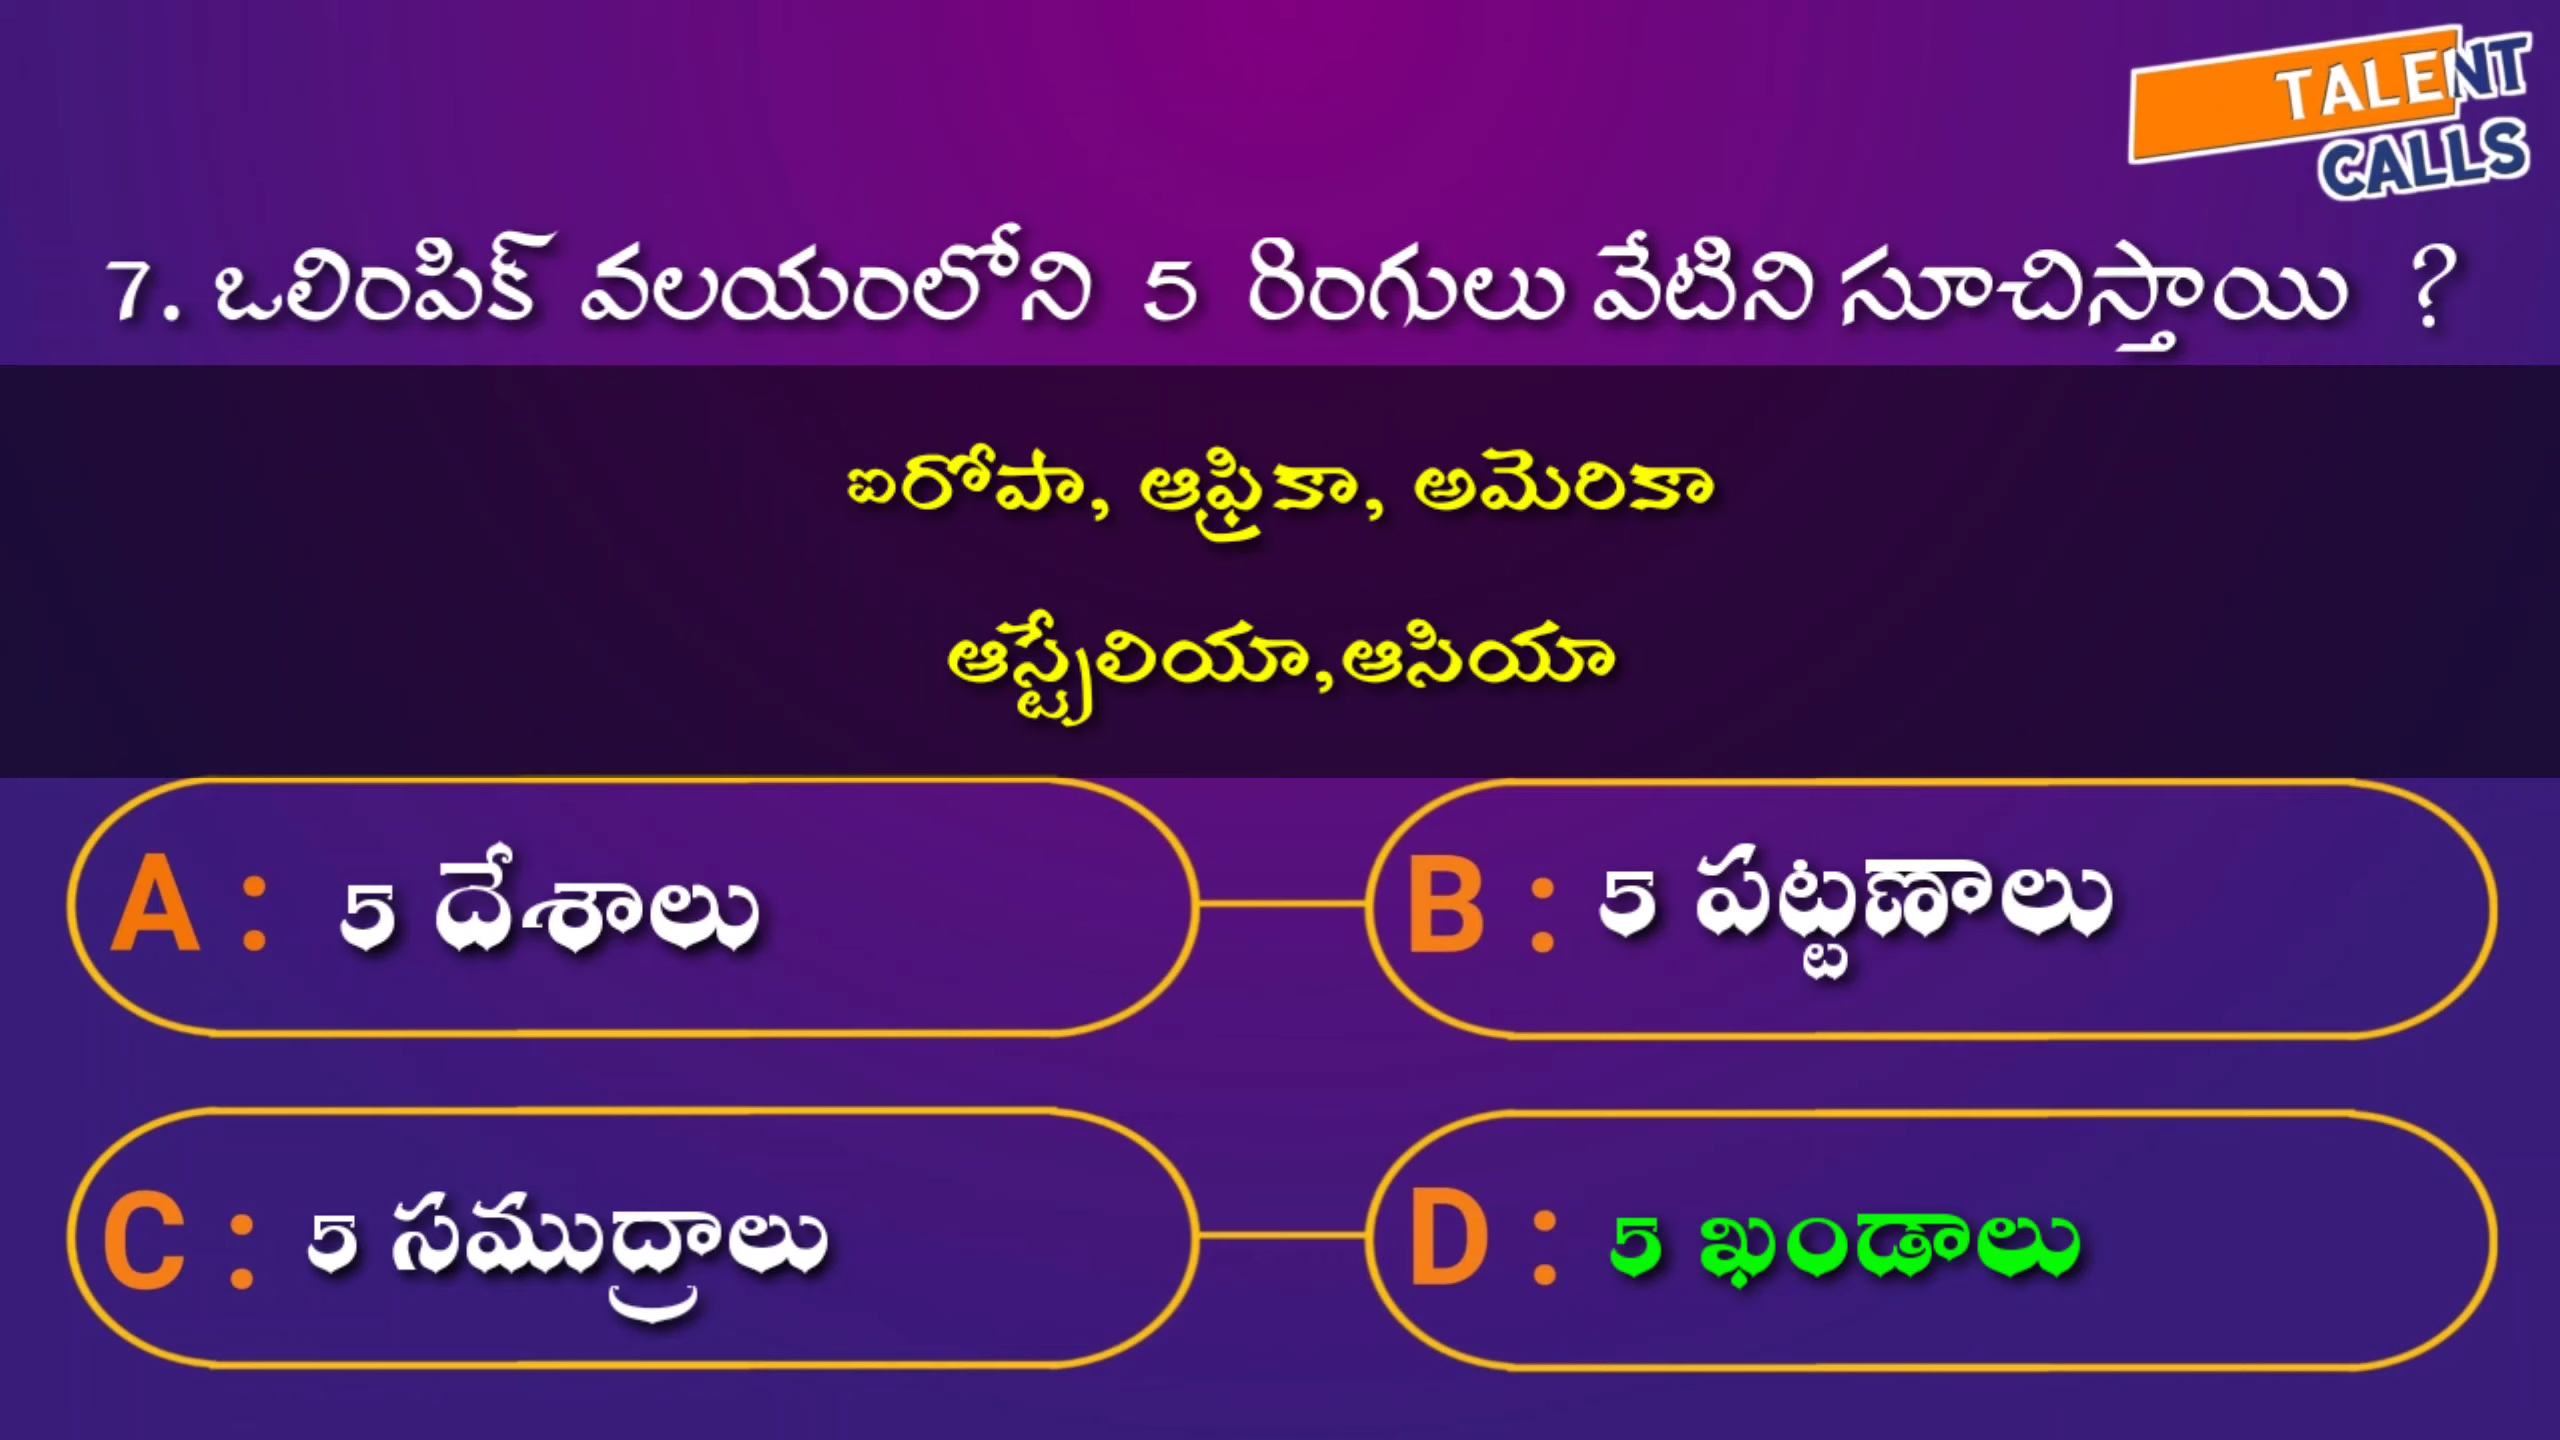 TALENT
CALLS
7. ఒలింపిక్ వలయంలోని 5 రింగులు వేటిని సూచిస్తాయి ?
ఐరోపా, ఆఫ్రికా, అమెరికా
ఆస్ట్రేలియా,ఆసియా
A : 5 దేశాలు
B : 5 పట్టణాలు
C : 5 సముద్రాలు
D : 5 ఖండాలు